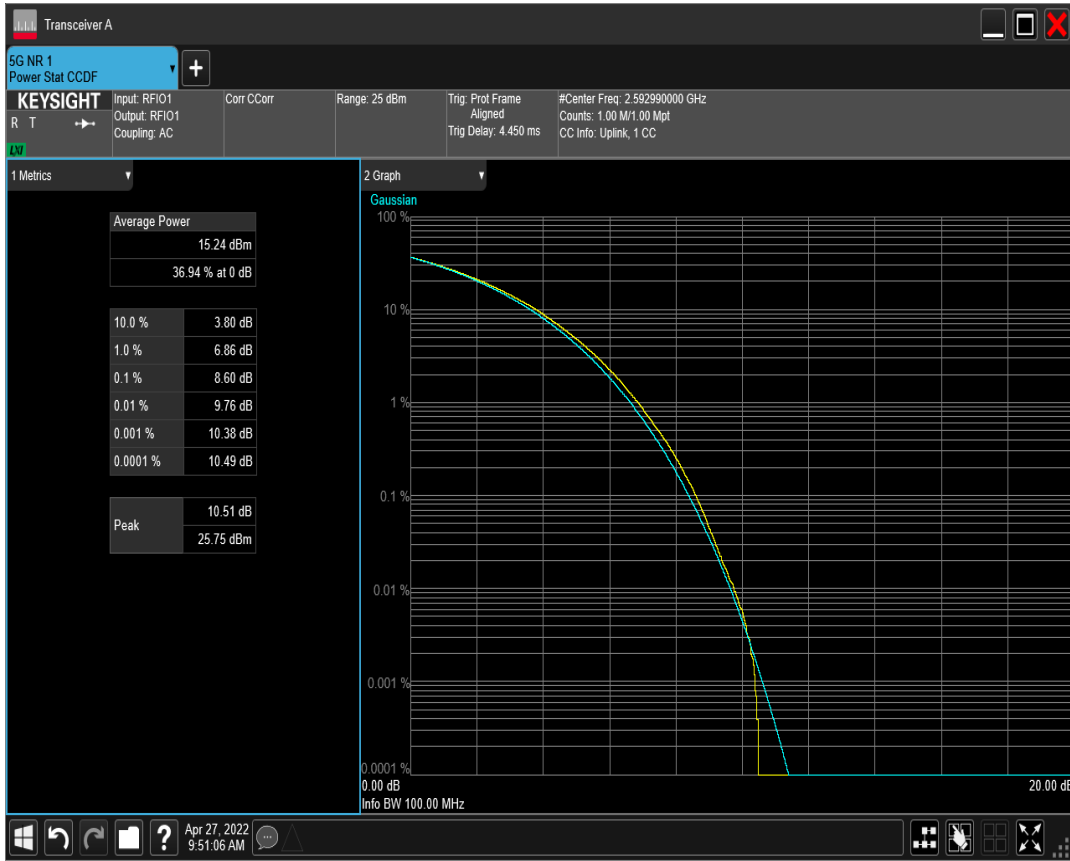 Transceiver A
5G NR 1
Power Stat CCDF
KEYSIGHT
R T
LXI
Input: RFIO1
Output: RFIO1
Coupling: AC
Corr CCorr
Range: 25 dBm
Trig: Prot Frame
Aligned
Trig Delay: 4.450 ms
#Center Freq: 2.592990000 GHz
Counts: 1.00 M/1.00 Mpt
CC Info: Uplink, 1 CC
1 Metrics
Average Power
15.24 dBm
36.94 % at 0 dB
10.0 % 3.80 dB
1.0 % 6.86 dB
0.1 % 8.60 dB
0.01 % 9.76 dB
0.001 % 10.38 dB
0.0001 % 10.49 dB
Peak
10.51 dB
25.75 dBm
2 Graph
Gaussian
100 %
10 %
1 %
0.1 %
0.01 %
0.001 %
0.0001 %
0.00 dB 20.00 dB
Info BW 100.00 MHz
?
Apr 27, 2022
9:51:06 AM